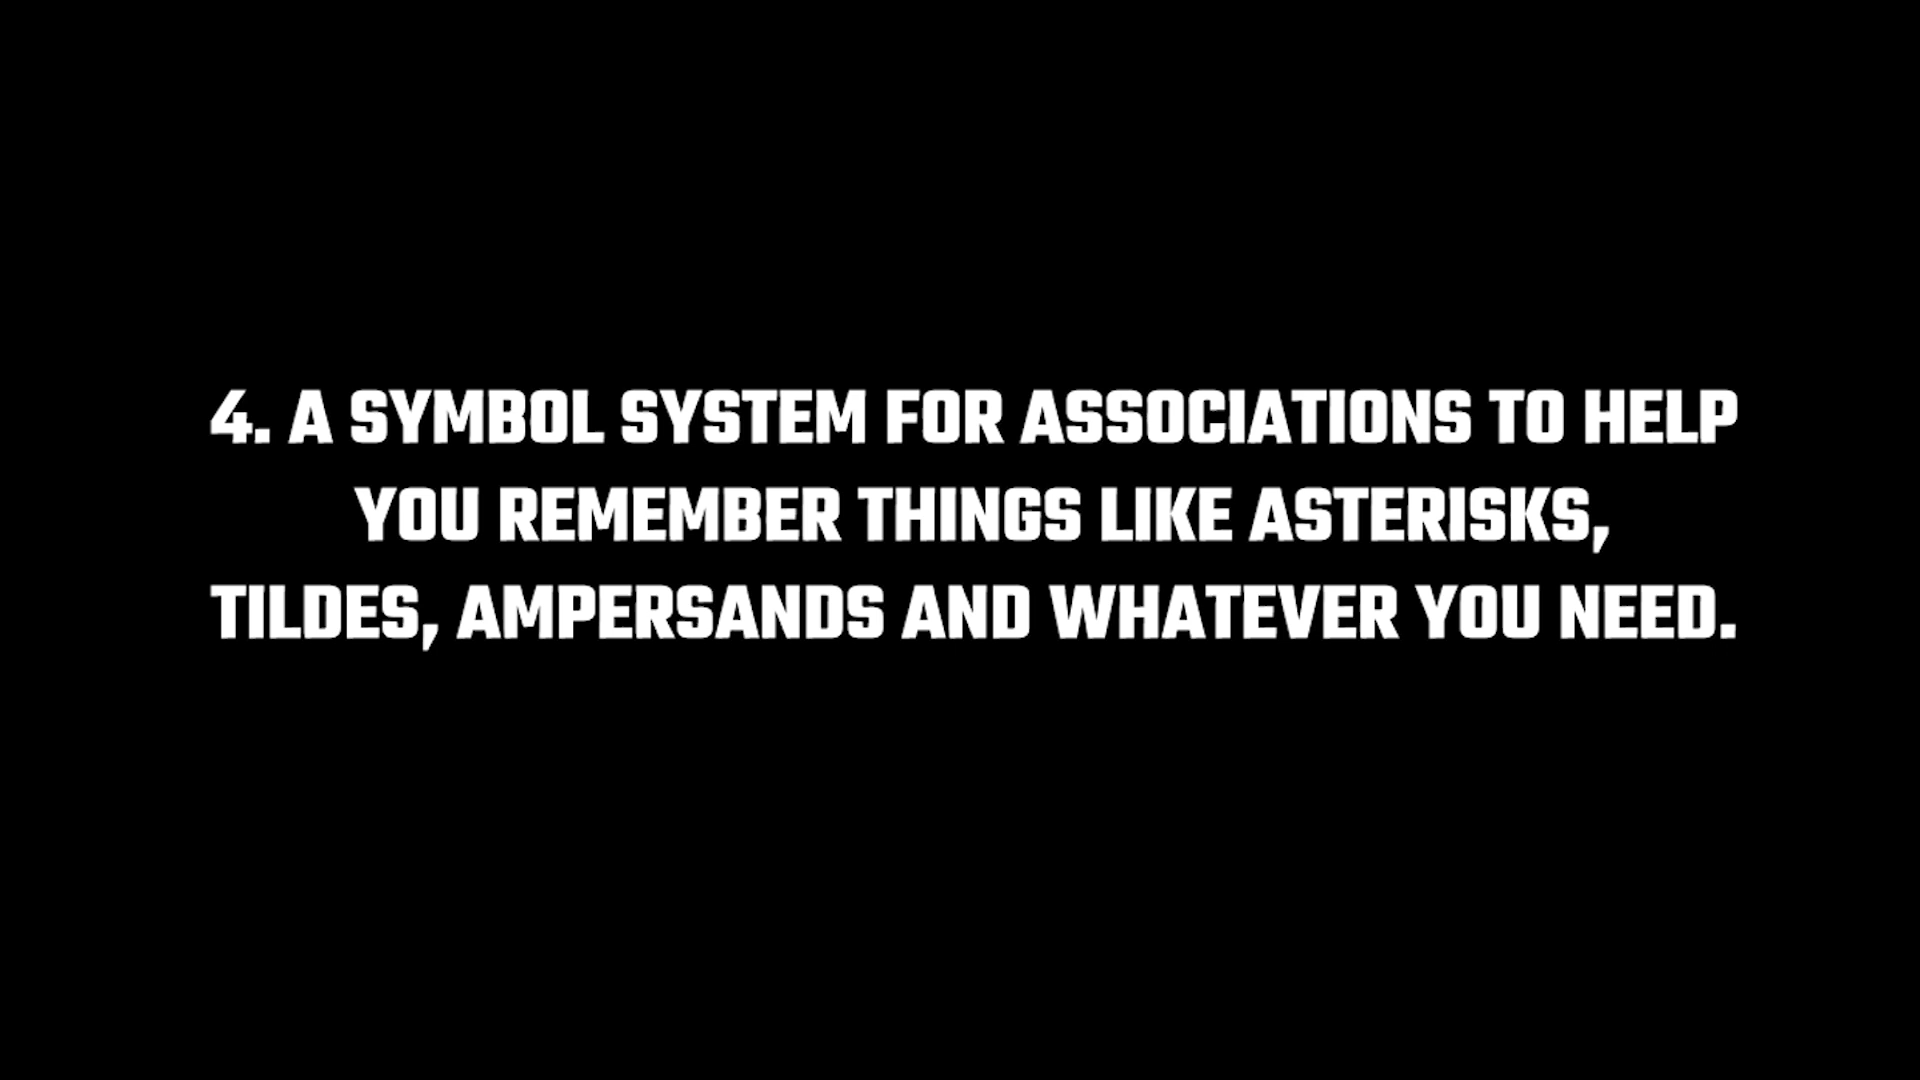 4. A SYMBOL SYSTEM FOR ASSOCIATIONS TO HELP
YOU REMEMBER THINGS LIKE ASTERISKS,
TILDES, AMPERSANDS AND WHATEVER YOU NEED.